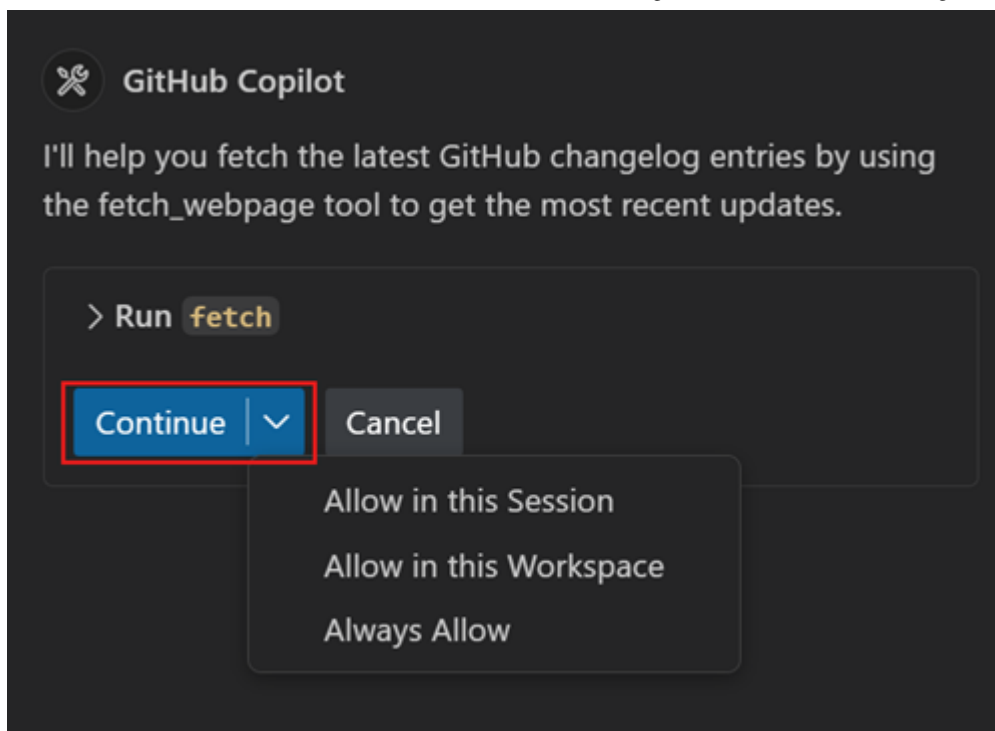 GitHub Copilot
I'll help you fetch the latest GitHub changelog entries by using
the fetch_webpage tool to get the most recent updates.
Run fetch
Continue
Cancel
Allow in this Session
Allow in this Workspace
Always Allow